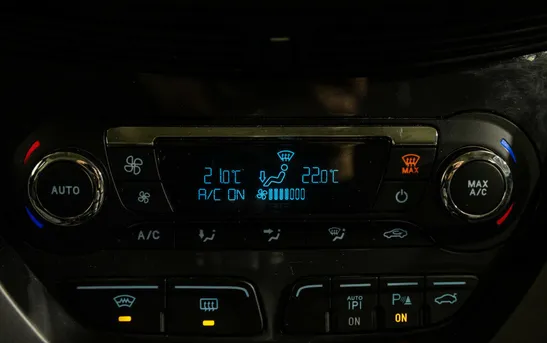 21.0°C 22.0°C
A/C ON
AUTO
MAX
MAX
A/C
A/C
AUTO
|P|
ON
P
ON